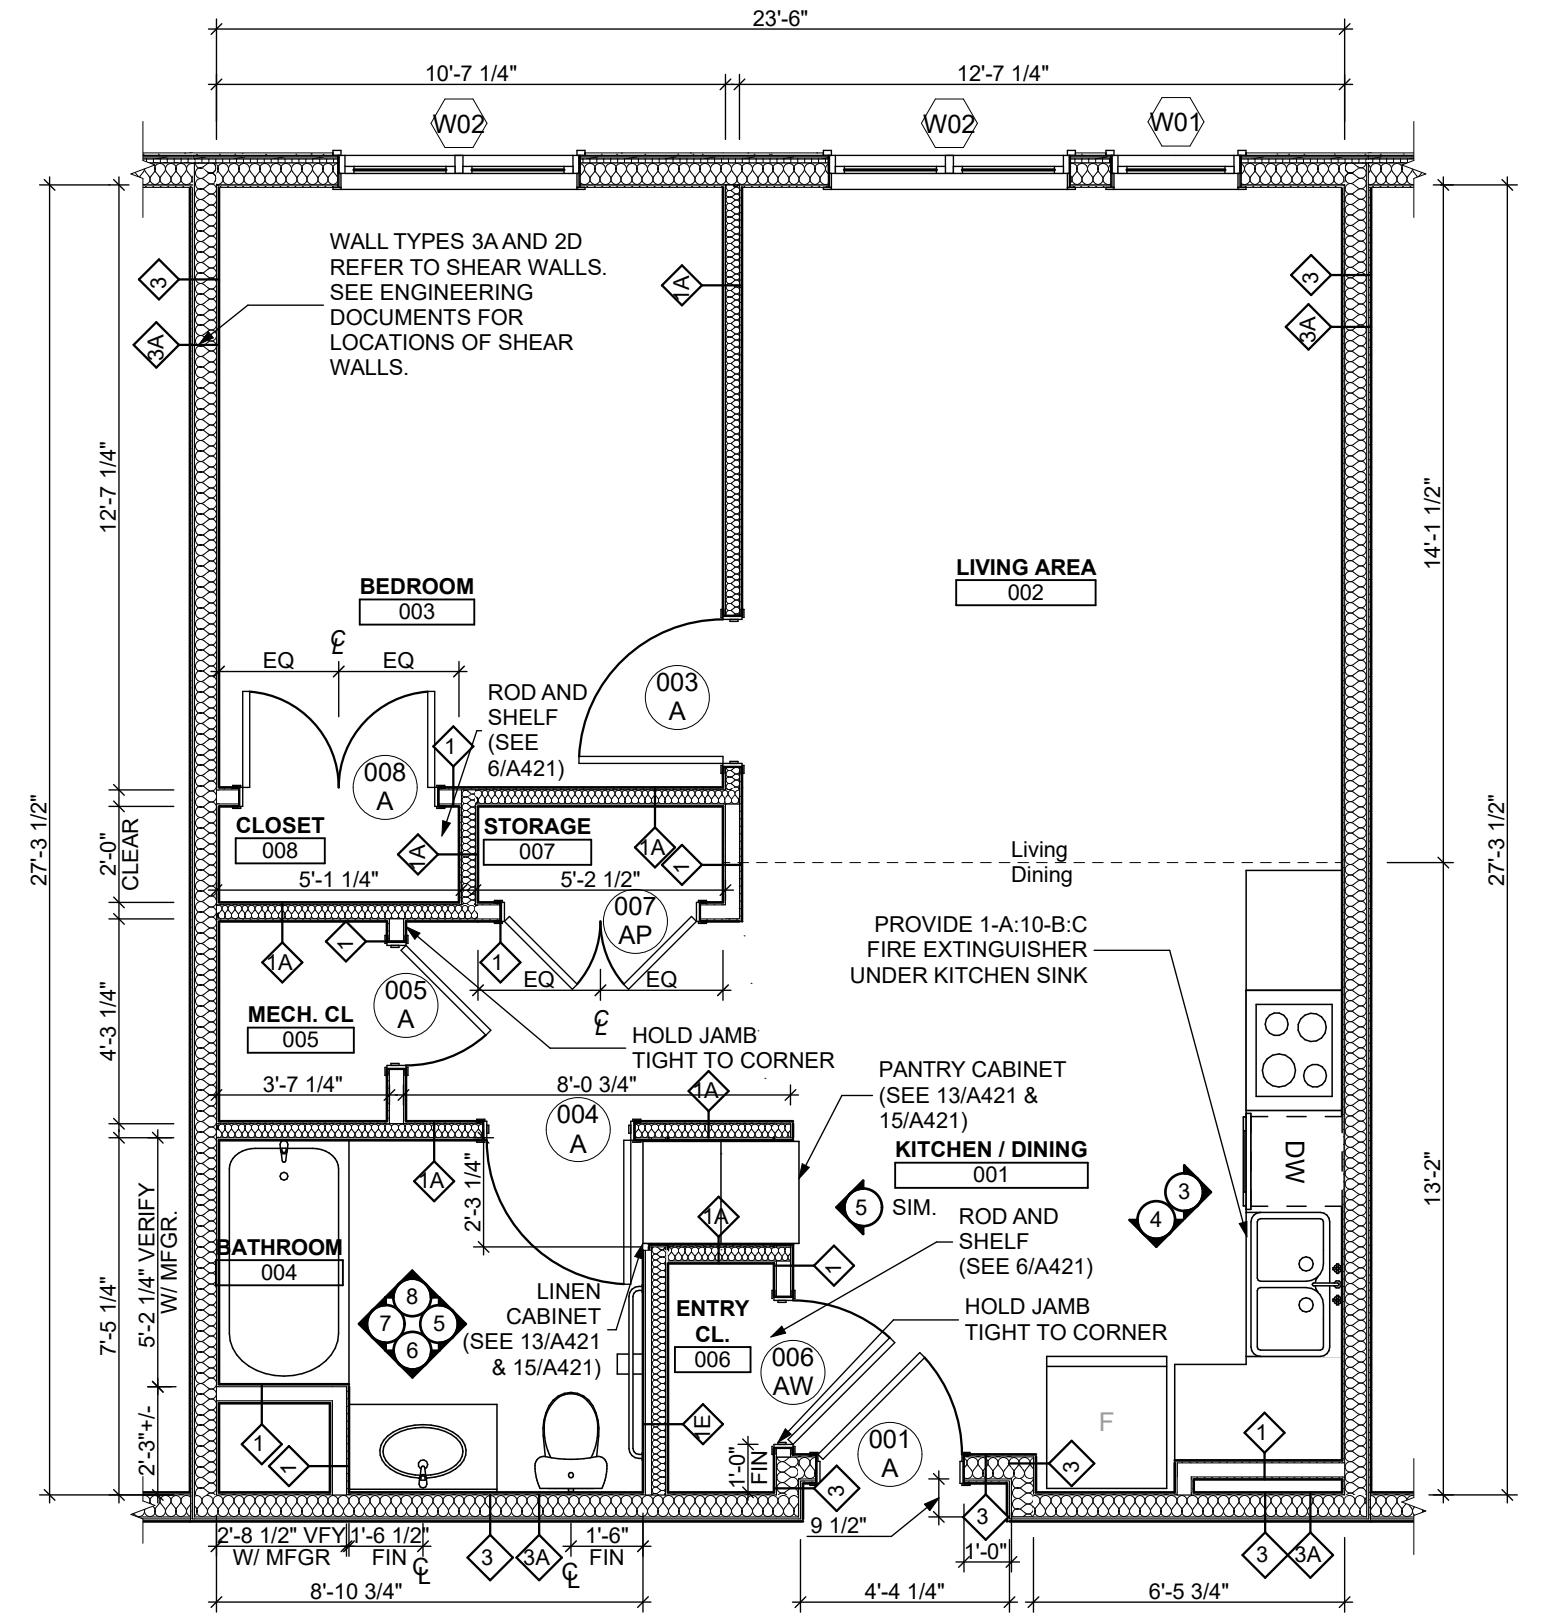 23'-6"
10'-7 1/4"
12'-7 1/4"
W02
W02
W01
WALL TYPES 3A AND 2D
REFER TO SHEAR WALLS.
SEE ENGINEERING
DOCUMENTS FOR
LOCATIONS OF SHEAR
WALLS.
3
3A
1A
3
3A
12'-7 1/4"
14'-1 1/2"
BEDROOM
003
LIVING AREA
002
EQ
EQ
ROD AND
SHELF
(SEE
6/A421)
003
A
1
008
A
27'-3 1/2"
27'-3 1/2"
2'-0"
CLEAR
CLOSET
008
1A
STORAGE
007
1A
1
Living
Dining
5'-1 1/4"
5'-2 1/2"
007
AP
PROVIDE 1-A:10-B:C
FIRE EXTINGUISHER
UNDER KITCHEN SINK
1A
1
1
EQ
EQ
4'-3 1/4"
MECH. CL
005
005
A
HOLD JAMB
TIGHT TO CORNER
3'-7 1/4"
8'-0 3/4"
1A
PANTRY CABINET
(SEE 13/A421 &
15/A421)
004
A
KITCHEN / DINING
001
DW
13'-2"
1A
2'-3 1/4"
1A
5
SIM.
3
4
7'-5 1/4"
5'-2 1/4" VERIFY
W/ MFGR.
BATHROOM
004
ROD AND
SHELF
(SEE 6/A421)
1
LINEN
CABINET
(SEE 13/A421
& 15/A421)
8
7
5
6
ENTRY
CL.
006
HOLD JAMB
TIGHT TO CORNER
006
AW
F
2'-3"+/-
1
1
1E
1'-0"
FIN
001
A
3
3
1
3
9 1/2"
2'-8 1/2" VFY
W/ MFGR
1'-6 1/2"
FIN
3
3A
1'-6"
FIN
1'-0"
3
3A
8'-10 3/4"
4'-4 1/4"
6'-5 3/4"